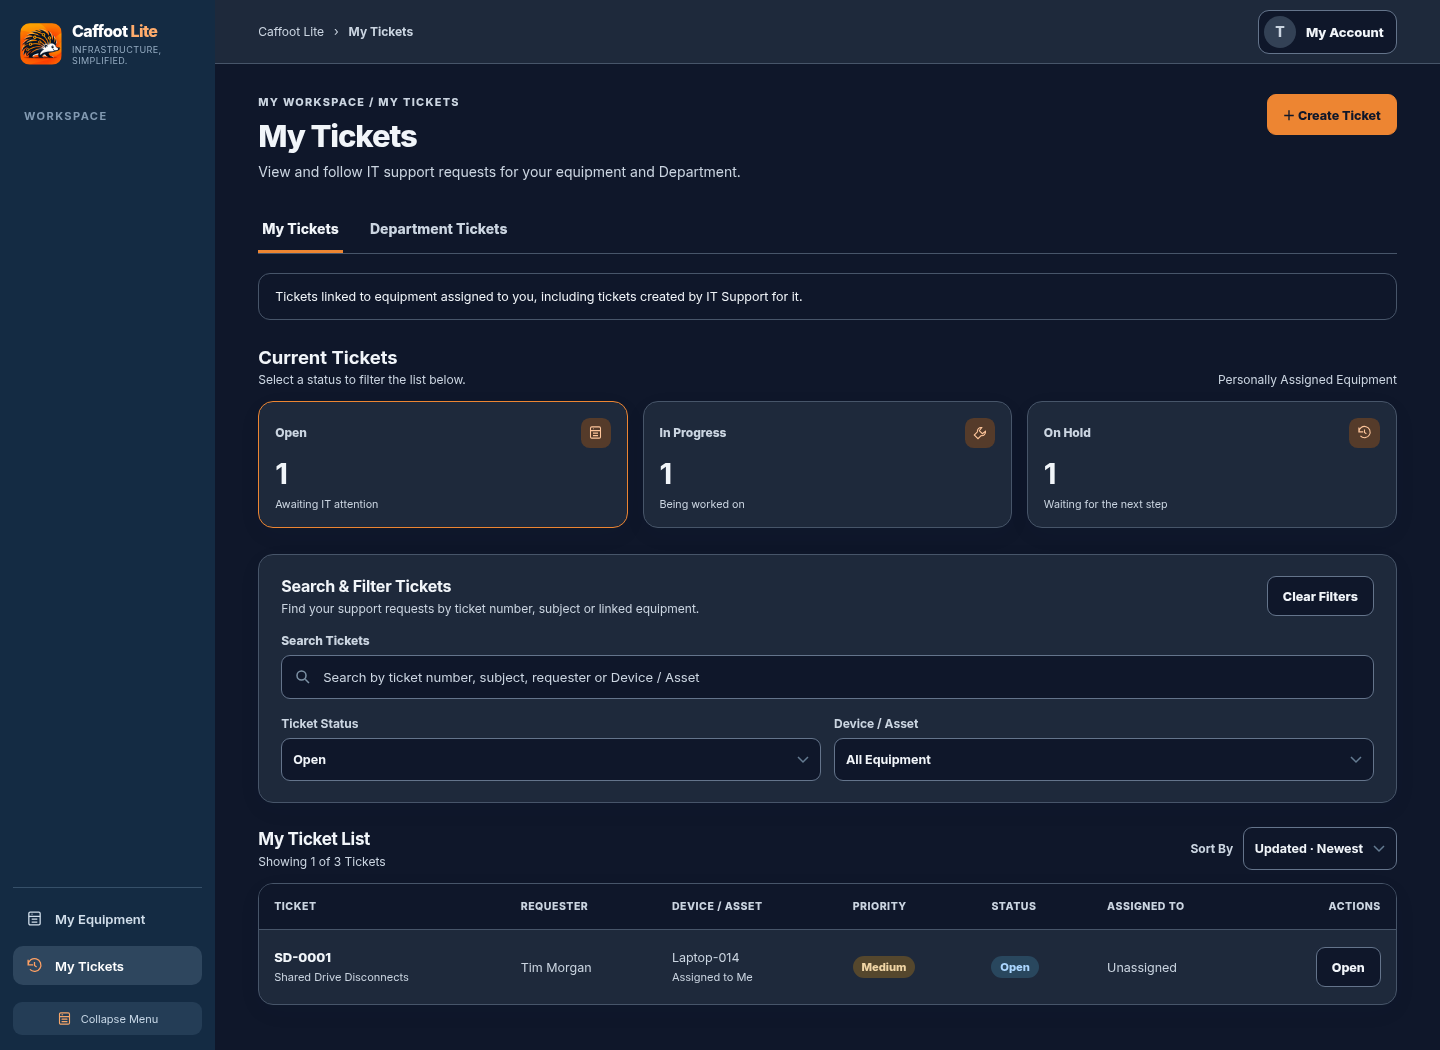 Caffoot Lite
INFRASTRUCTURE,
SIMPLIFIED.
WORKSPACE
My Equipment
My Tickets
Collapse Menu
Caffoot Lite › My Tickets
T My Account
MY WORKSPACE / MY TICKETS
My Tickets
View and follow IT support requests for your equipment and Department.
+ Create Ticket
My Tickets Department Tickets
Tickets linked to equipment assigned to you, including tickets created by IT Support for it.
Current Tickets
Select a status to filter the list below. Personally Assigned Equipment
Open
1
Awaiting IT attention
In Progress
1
Being worked on
On Hold
1
Waiting for the next step
Search & Filter Tickets
Find your support requests by ticket number, subject or linked equipment.
Clear Filters
Search Tickets
Search by ticket number, subject, requester or Device / Asset
Ticket Status Device / Asset
Open All Equipment
My Ticket List
Showing 1 of 3 Tickets
Sort By Updated · Newest
TICKET REQUESTER DEVICE / ASSET PRIORITY STATUS ASSIGNED TO ACTIONS
SD-0001
Shared Drive Disconnects
Tim Morgan
Laptop-014
Assigned to Me
Medium
Open
Unassigned
Open